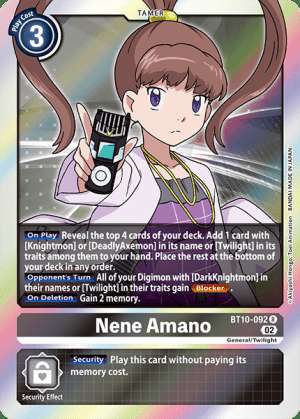 Play Cost
TAMER
3
On Play Reveal the top 4 cards of your deck. Add 1 card with
[Knightmon] or [DeadlyAxemon] in its name or [Twilight] in its
traits among them to your hand. Place the rest at the bottom of
your deck in any order.
Opponent's Turn All of your Digimon with [DarkKnightmon] in
their names or [Twilight] in their traits gain Blocker.
On Deletion Gain 2 memory.
BT10-092 R
Nene Amano
02
General/Twilight
Security Play this card without paying its
memory cost.
Security Effect
©Akiyoshi Hongo, Toei Animation · BANDAI MADE IN JAPAN